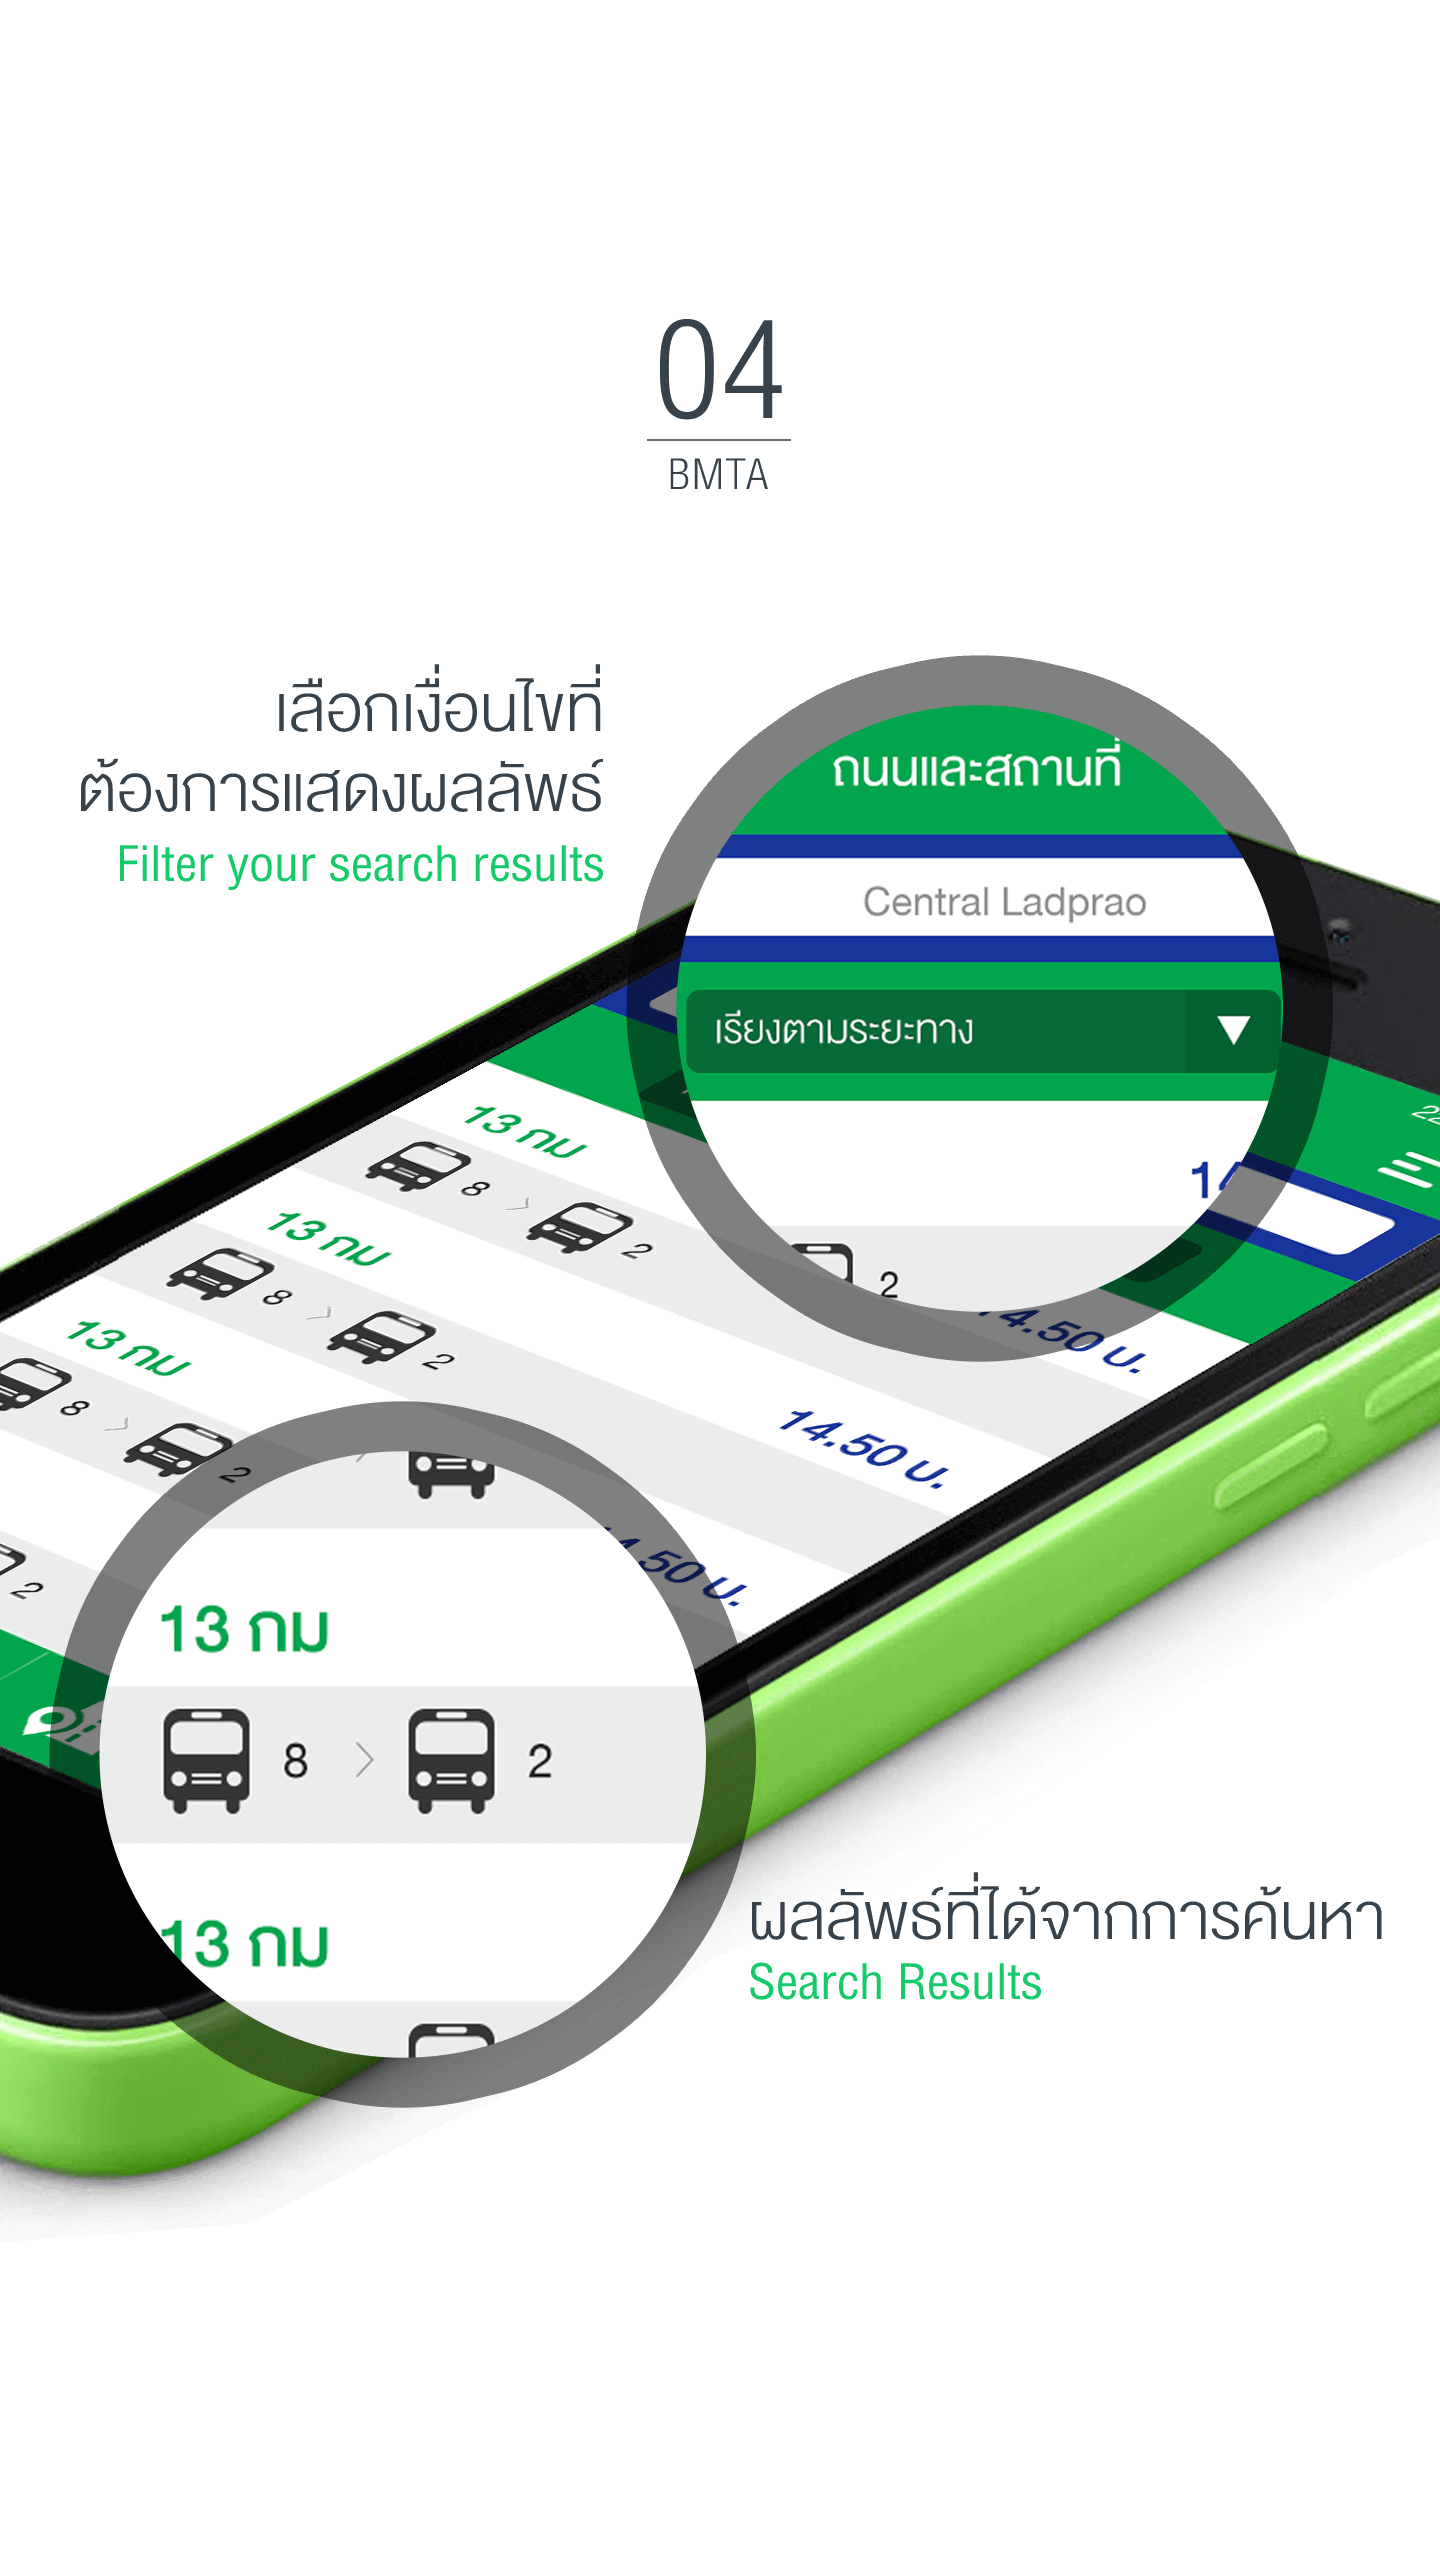 04
BMTA
เลือกเงื่อนไขที่
ต้องการแสดงผลลัพธ์
Filter your search results
ถนนและสถานที่
Central Ladprao
เรียงตามระยะทาง
13 กม
8 > 2
14.50 บ.
13 กม
8 > 2
14.50 บ.
13 กม
8 > 2
2
13 กม
8 > 2
13 กม
ผลลัพธ์ที่ได้จากการค้นหา
Search Results